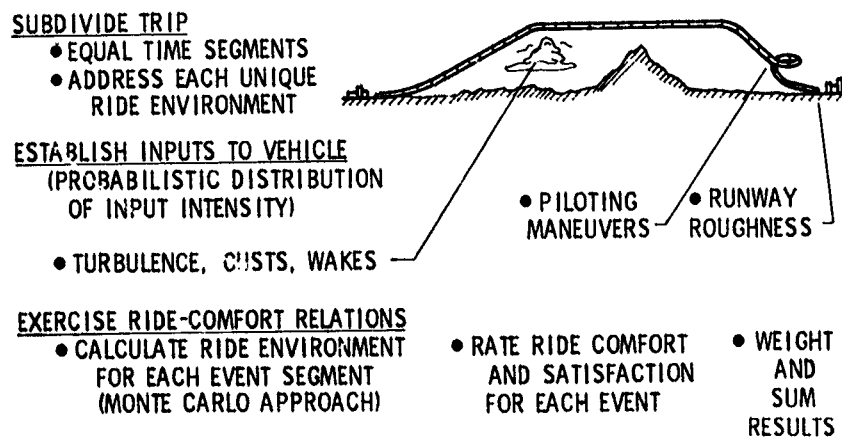 SUBDIVIDE TRIP
● EQUAL TIME SEGMENTS
● ADDRESS EACH UNIQUE
RIDE ENVIRONMENT
ESTABLISH INPUTS TO VEHICLE
(PROBABILISTIC DISTRIBUTION
OF INPUT INTENSITY)
● TURBULENCE, GUSTS, WAKES
● PILOTING
MANEUVERS
● RUNWAY
ROUGHNESS
EXERCISE RIDE-COMFORT RELATIONS
● CALCULATE RIDE ENVIRONMENT
FOR EACH EVENT SEGMENT
(MONTE CARLO APPROACH)
● RATE RIDE COMFORT
AND SATISFACTION
FOR EACH EVENT
● WEIGHT
AND
SUM
RESULTS